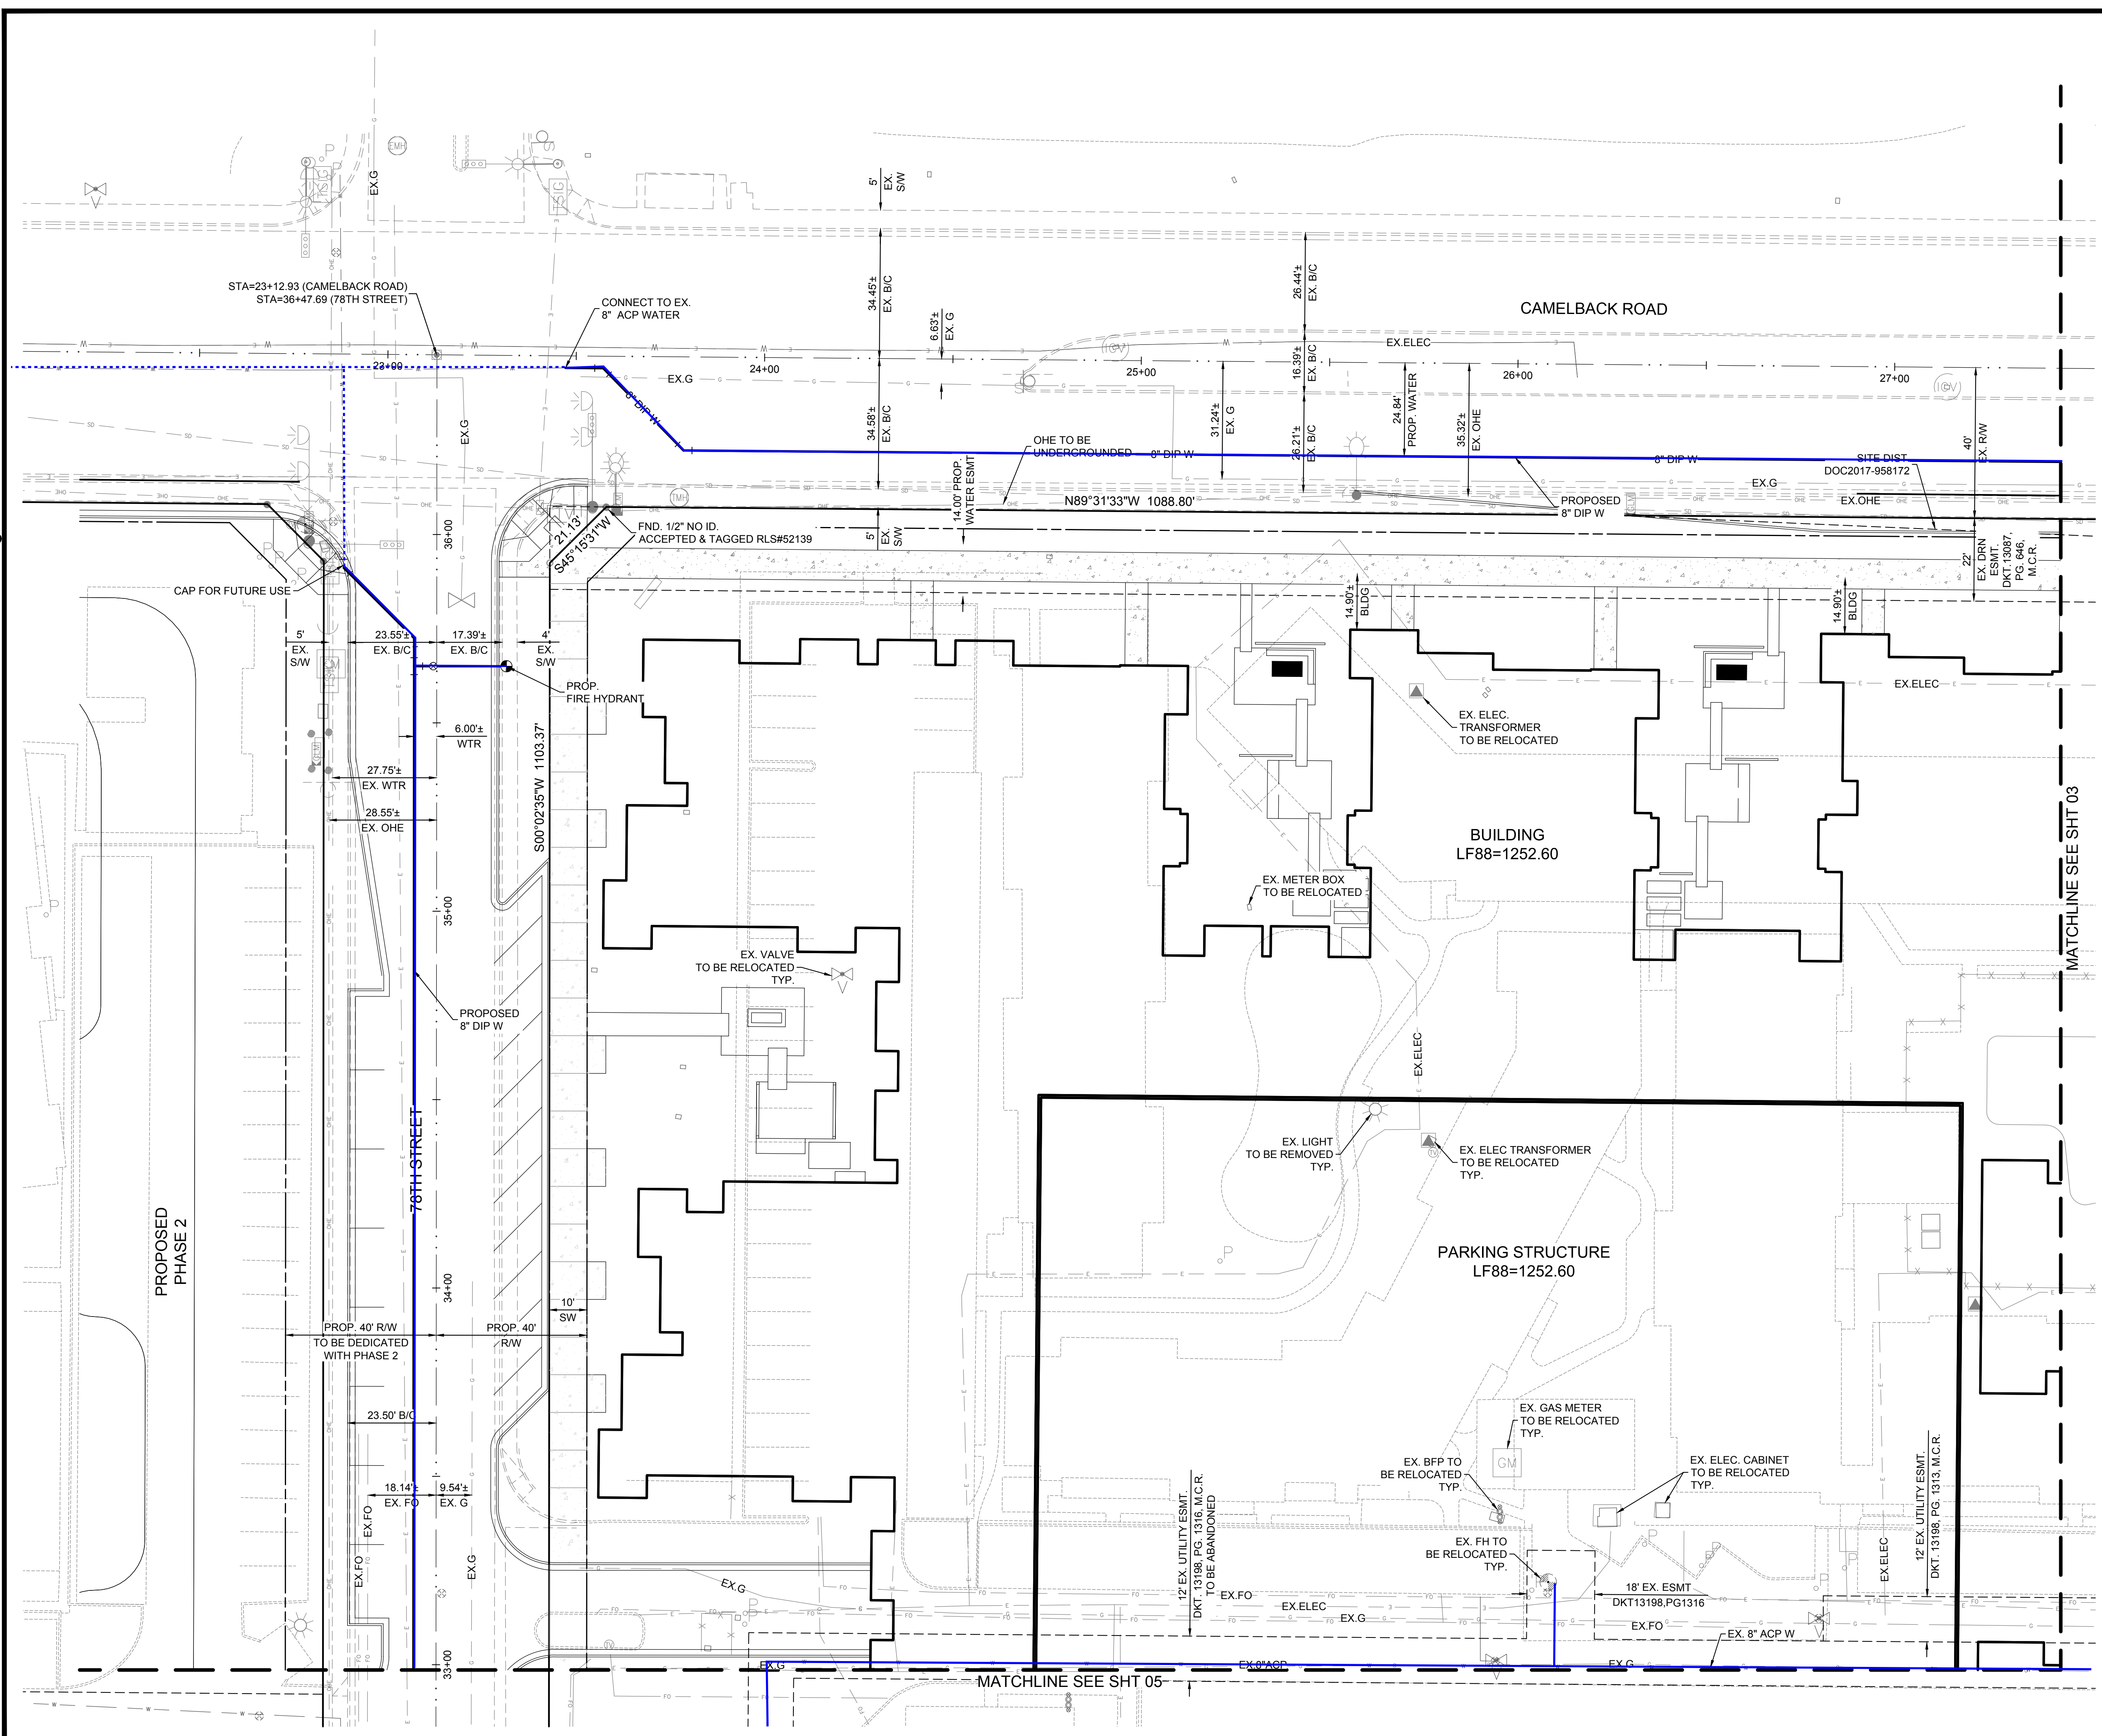 STA=23+12.93 (CAMELBACK ROAD)
STA=36+47.69 (78TH STREET)
CONNECT TO EX.
8" ACP WATER
EX.G
EMH
5'
EX.
S/W
34.45'±
EX. B/C
6.63'±
EX. G
26.44'±
EX. B/C
CAMELBACK ROAD
EX.ELEC
16.39'±
EX. B/C
23+00
24+00
25+00
26+00
27+00
EX.G
8" DIP W
34.58'±
EX. B/C
31.24'±
EX. G
26.21'±
EX. B/C
24.84'
PROP. WATER
35.32'±
EX. OHE
40'
EX. R/W
EX.G
OHE TO BE
UNDERGROUNDED
8" DIP W
8" DIP W
SITE DIST.
DOC2017-958172
EX.G
EX.OHE
PROPOSED
8" DIP W
N89°31'33"W 1088.80'
14.00' PROP.
WATER ESMT
5'
EX.
S/W
TMH
21.13'
S45°15'31"W
FND. 1/2" NO ID.
ACCEPTED & TAGGED RLS#52139
36+00
22'
EX. DRN
ESMT.
DKT.13087,
PG. 646,
M.C.R.
CAP FOR FUTURE USE
14.90'±
BLDG
14.90'±
BLDG
5'
EX.
S/W
23.55'±
EX. B/C
17.39'±
EX. B/C
4'
EX.
S/W
PROP.
FIRE HYDRANT
6.00'±
WTR
27.75'±
EX. WTR
28.55'±
EX. OHE
S00°02'35"W 1103.37'
EX.ELEC
EX. ELEC.
TRANSFORMER
TO BE RELOCATED
BUILDING
LF88=1252.60
EX. METER BOX
TO BE RELOCATED
MATCHLINE SEE SHT 03
35+00
EX. VALVE
TO BE RELOCATED
TYP.
PROPOSED
8" DIP W
EX.ELEC
78TH STREET
EX. LIGHT
TO BE REMOVED
TYP.
EX. ELEC TRANSFORMER
TO BE RELOCATED
TYP.
PROPOSED
PHASE 2
PARKING STRUCTURE
LF88=1252.60
34+00
10'
SW
PROP. 40' R/W
TO BE DEDICATED
WITH PHASE 2
PROP. 40'
R/W
23.50' B/C
EX. GAS METER
TO BE RELOCATED
TYP.
GM
EX. BFP TO
BE RELOCATED
TYP.
EX. ELEC. CABINET
TO BE RELOCATED
TYP.
18.14'±
EX. FO
9.54'±
EX. G
EX.FO
EX.FO
EX.G
12' EX. UTILITY ESMT.
DKT. 13198, PG. 1316, M.C.R.
TO BE ABANDONED
EX. FH TO
BE RELOCATED
TYP.
18' EX. ESMT
DKT13198,PG1316
EX.ELEC
12' EX. UTILITY ESMT.
DKT. 13198, PG. 1313, M.C.R.
EX.G
EX.FO
EX.ELEC
EX.G
EX.FO
EX. 8" ACP W
33+00
EX.G
EX.8"ACP
EX.G
MATCHLINE SEE SHT 05